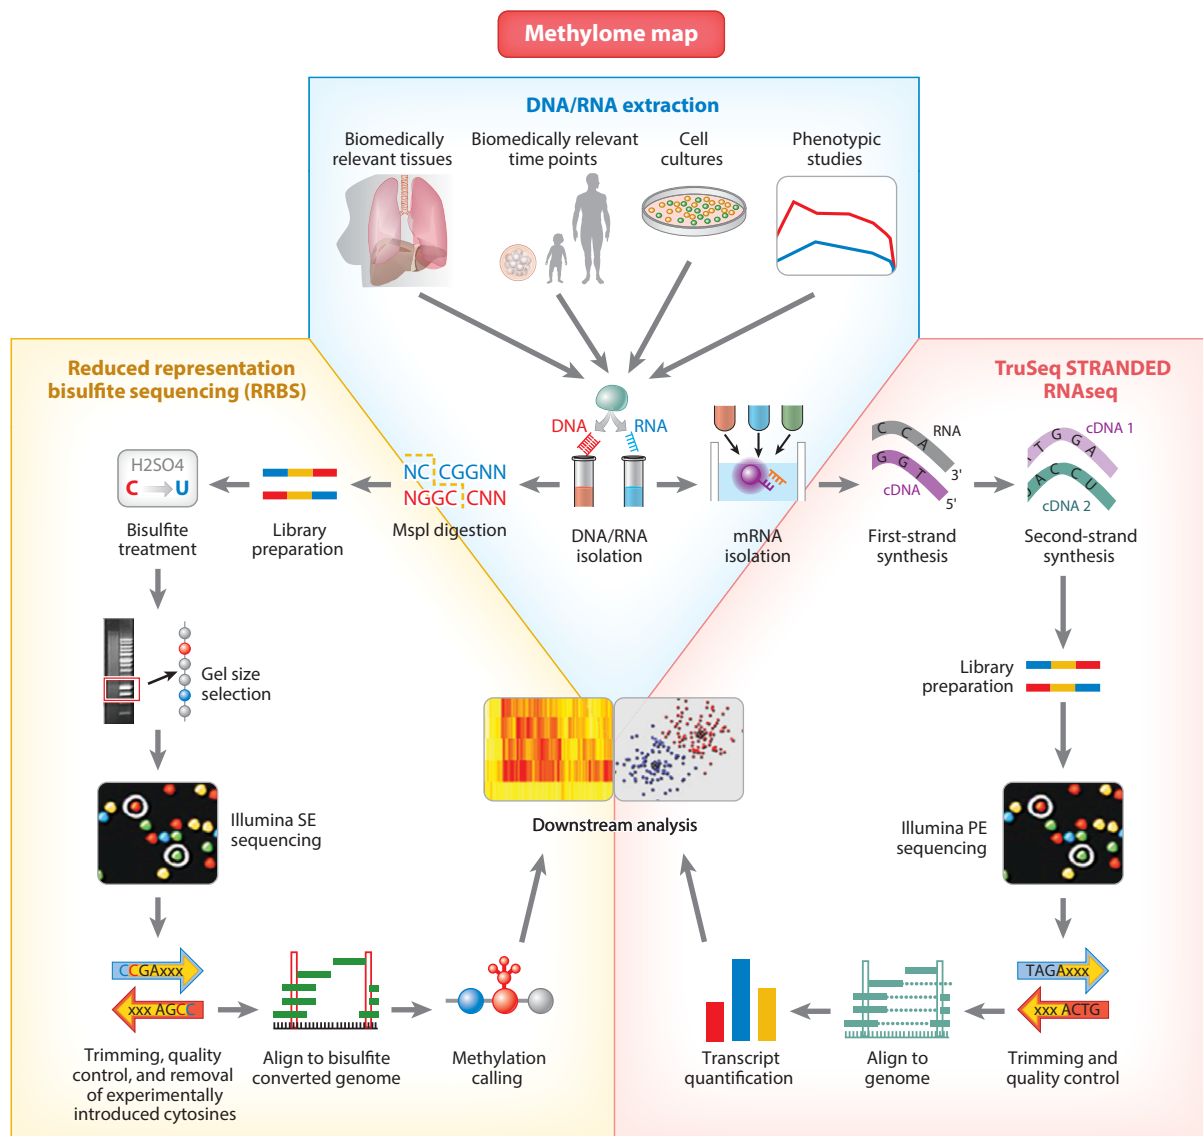 Methylome map
DNA/RNA extraction
Biomedically
relevant tissues
Biomedically relevant
time points
Cell
cultures
Phenotypic
studies
Reduced representation
bisulfite sequencing (RRBS)
TruSeq STRANDED
RNAseq
DNA
RNA
H2SO4
C
U
Bisulfite
treatment
Library
preparation
NC CGGNN
NGGC CNN
MspI digestion
DNA/RNA
isolation
mRNA
isolation
C C A
RNA
G G T
cDNA
3'
5'
First-strand
synthesis
cDNA 1
T G G A
A C C U
cDNA 2
Second-strand
synthesis
Gel size
selection
Library
preparation
Illumina SE
sequencing
Downstream analysis
Illumina PE
sequencing
CCGAxxx
xxx AGCC
Trimming, quality
control, and removal
of experimentally
introduced cytosines
Align to bisulfite
converted genome
Methylation
calling
Transcript
quantification
Align to
genome
TAGAxxx
xxx ACTG
Trimming and
quality control